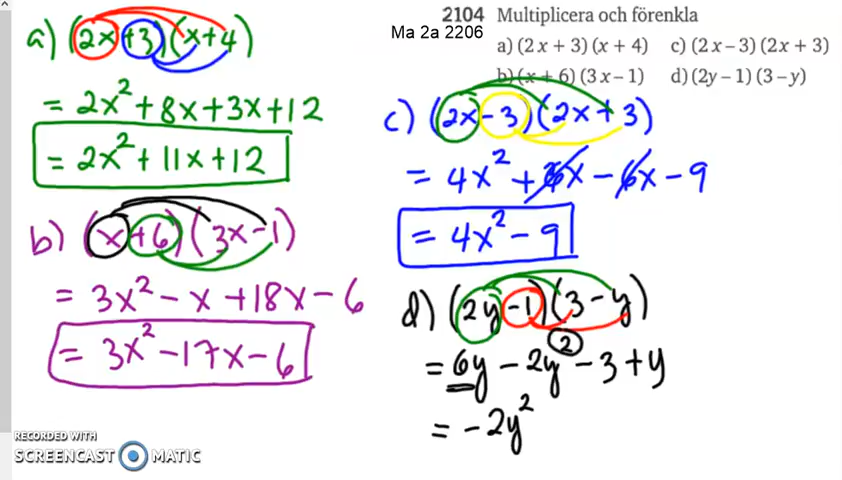 2104 Multiplicera och förenkla
Ma 2a 2206
a) (2x + 3) (x + 4) c) (2x − 3) (2x + 3)
b) (x + 6) (3x − 1) d) (2y − 1) (3 − y)
a) (2x +3)(x+4)
= 2x² + 8x + 3x + 12
= 2x² + 11x + 12
b) (x +6)(3x −1)
= 3x² − x + 18x − 6
= 3x² − 17x − 6
c) (2x −3)(2x + 3)
= 4x² + 6x − 6x − 9
= 4x² − 9
d) (2y −1)(3 − y)
= 6y − 2y² − 3 + y
= −2y²
RECORDED WITH
SCREENCAST MATIC